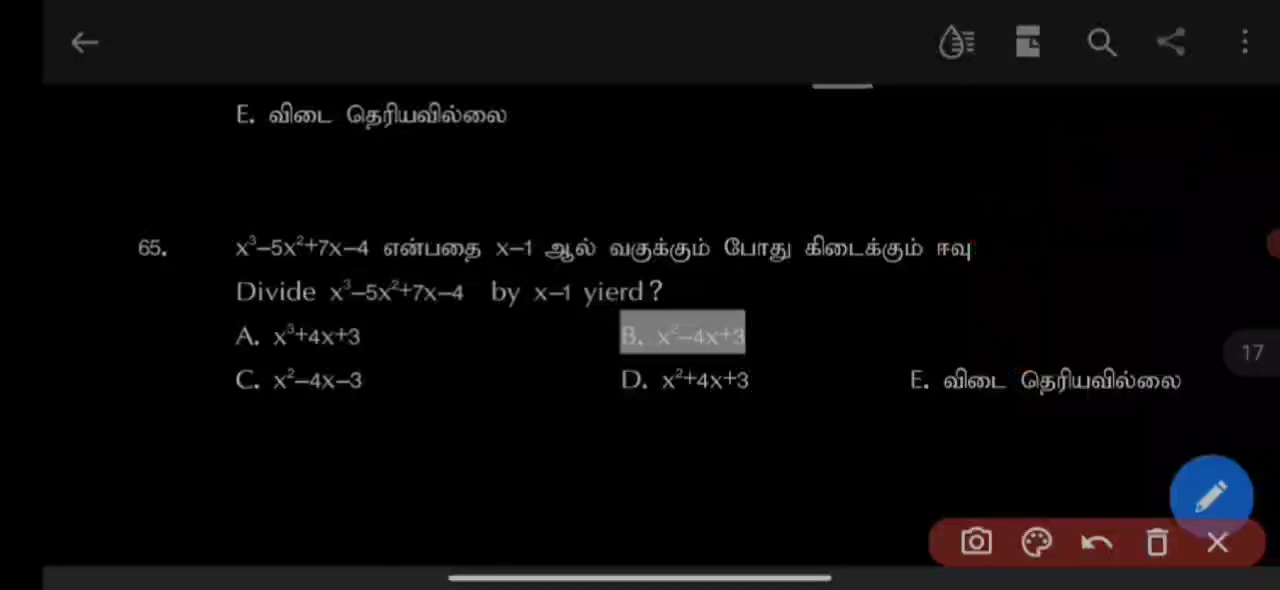 E. விடை தெரியவில்லை
65. x³–5x²+7x–4 என்பதை x–1 ஆல் வகுக்கும் போது கிடைக்கும் ஈவு
Divide x³–5x²+7x–4 by x–1 yierd?
A. x³+4x+3 B. x²–4x+3
C. x²–4x–3 D. x²+4x+3 E. விடை தெரியவில்லை
17